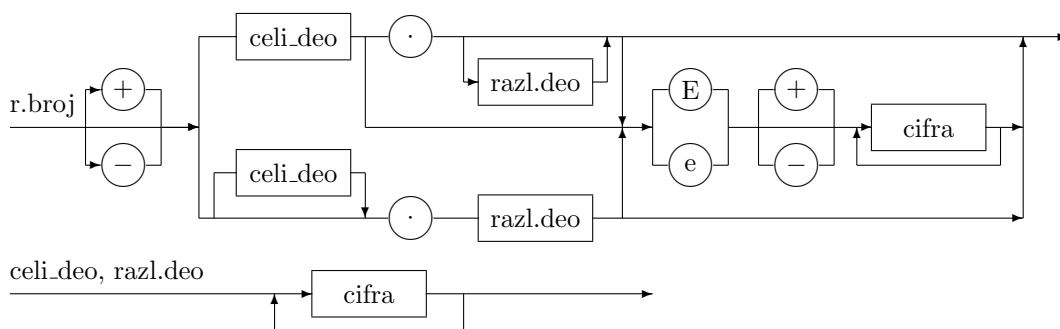 celi_deo ·
razl.deo E +
+
r.broj cifra
−
celi_deo e −
· razl.deo
celi_deo, razl.deo
cifra